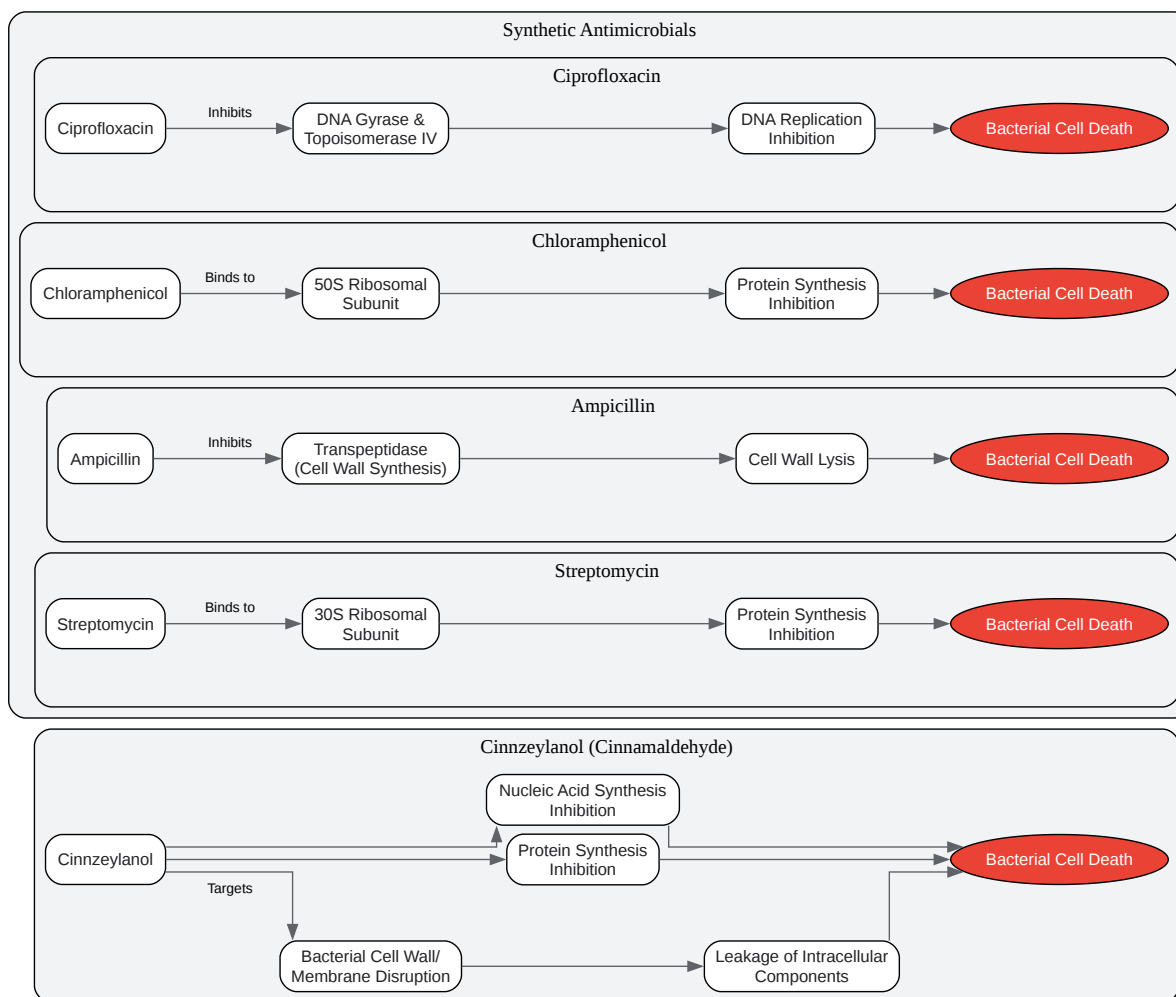 Synthetic Antimicrobials
Ciprofloxacin
Ciprofloxacin
Inhibits
DNA Gyrase &
Topoisomerase IV
DNA Replication
Inhibition
Bacterial Cell Death
Chloramphenicol
Chloramphenicol
Binds to
50S Ribosomal
Subunit
Protein Synthesis
Inhibition
Bacterial Cell Death
Ampicillin
Ampicillin
Inhibits
Transpeptidase
(Cell Wall Synthesis)
Cell Wall Lysis
Bacterial Cell Death
Streptomycin
Streptomycin
Binds to
30S Ribosomal
Subunit
Protein Synthesis
Inhibition
Bacterial Cell Death
Cinnzeylanol (Cinnamaldehyde)
Cinnzeylanol
Nucleic Acid Synthesis
Inhibition
Protein Synthesis
Inhibition
Targets
Bacterial Cell Wall/
Membrane Disruption
Leakage of Intracellular
Components
Bacterial Cell Death